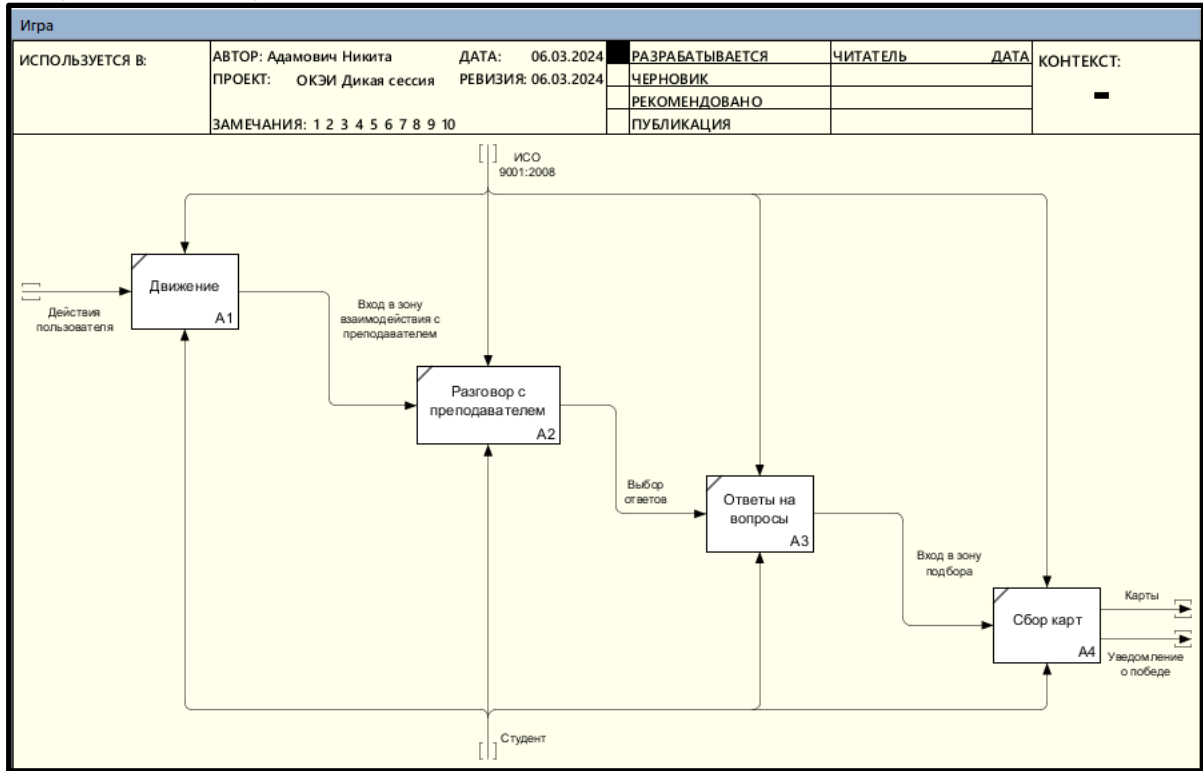 Игра
ИСПОЛЬЗУЕТСЯ В:
АВТОР: Адамович Никита
ДАТА: 06.03.2024
ПРОЕКТ: ОКЭИ Дикая сессия
РЕВИЗИЯ: 06.03.2024
ЗАМЕЧАНИЯ: 1 2 3 4 5 6 7 8 9 10
РАЗРАБАТЫВАЕТСЯ
ЧЕРНОВИК
РЕКОМЕНДОВАНО
ПУБЛИКАЦИЯ
ЧИТАТЕЛЬ
ДАТА
КОНТЕКСТ:
ИСО
9001:2008
Действия
пользователя
Движение
A1
Вход в зону
взаимодействия с
преподавателем
Разговор с
преподавателем
A2
Выбор
ответов
Ответы на
вопросы
A3
Вход в зону
подбора
Сбор карт
A4
Карты
Уведомление
о победе
Студент